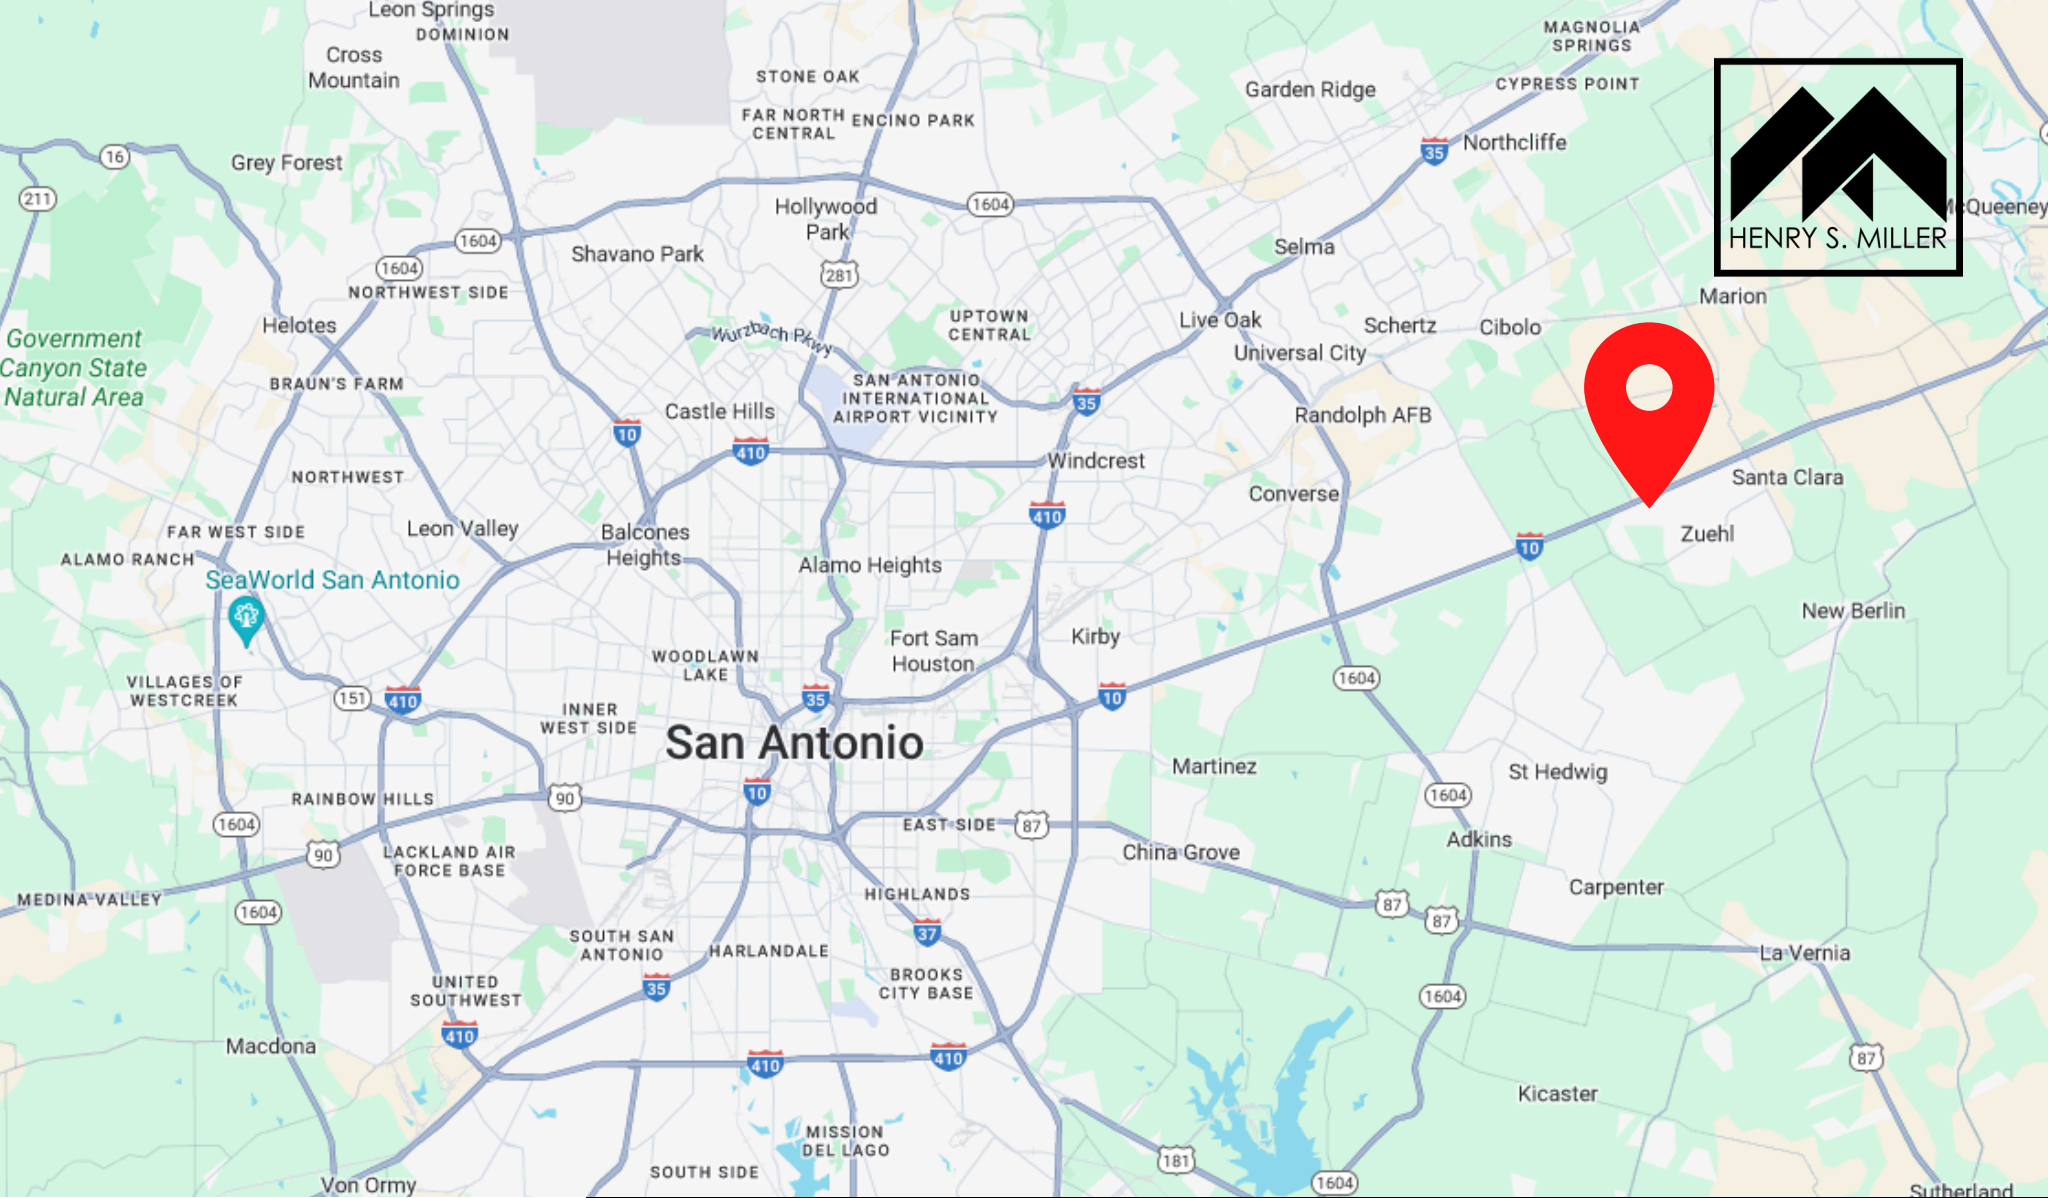 Leon Springs
DOMINION
Cross
Mountain
STONE OAK
FAR NORTH
CENTRAL
ENCINO PARK
MAGNOLIA
SPRINGS
CYPRESS POINT
Garden Ridge
Northcliffe
35
16
Grey Forest
211
1604
1604
1604
Hollywood
Park
Shavano Park
281
NORTHWEST SIDE
Selma
McQueeney
HENRY S. MILLER
Marion
Helotes
Government
Canyon State
Natural Area
Wurzbach Pkwy
UPTOWN
CENTRAL
Live Oak
Schertz
Cibolo
Universal City
BRAUN'S FARM
SAN ANTONIO
INTERNATIONAL
AIRPORT VICINITY
Castle Hills
35
Randolph AFB
10
410
Windcrest
NORTHWEST
Converse
Santa Clara
410
FAR WEST SIDE
Leon Valley
Balcones
Heights
Zuehl
10
ALAMO RANCH
SeaWorld San Antonio
Alamo Heights
New Berlin
Fort Sam
Houston
Kirby
WOODLAWN
LAKE
VILLAGES OF
WESTCREEK
151
410
35
10
1604
INNER
WEST SIDE
San Antonio
Martinez
St Hedwig
10
RAINBOW HILLS
90
1604
1604
EAST SIDE
87
Adkins
90
LACKLAND AIR
FORCE BASE
China Grove
MEDINA VALLEY
HIGHLANDS
Carpenter
1604
87
87
37
SOUTH SAN
ANTONIO
HARLANDALE
La Vernia
BROOKS
CITY BASE
UNITED
SOUTHWEST
35
1604
410
Macdona
410
410
87
Kicaster
MISSION
DEL LAGO
181
SOUTH SIDE
1604
Von Ormy
Sutherland